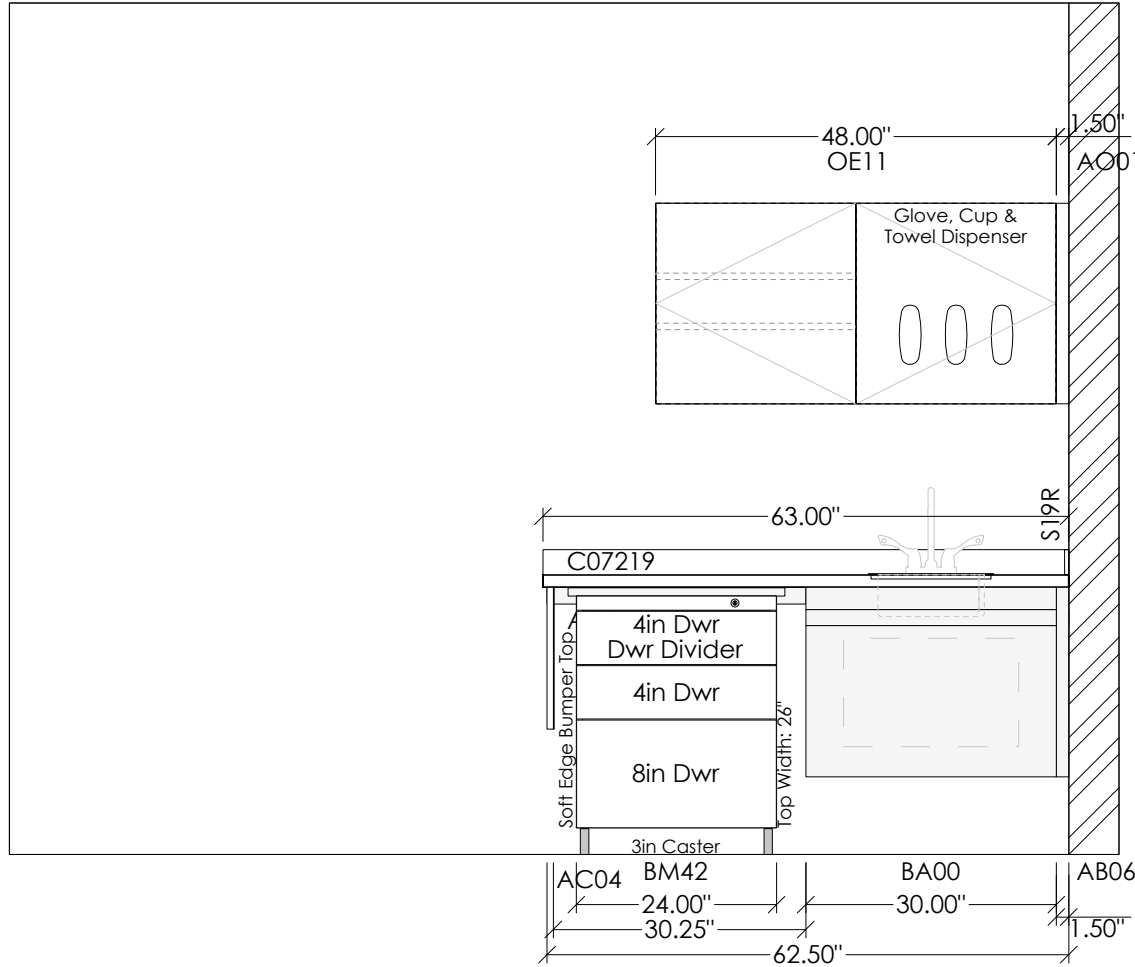 48.00"
1.50"
OE11
AO01
Glove, Cup &
Towel Dispenser
63.00"
S19R
C07219
4in Dwr
Dwr Divider
4in Dwr
8in Dwr
Soft Edge Bumper Top
Top Width: 26"
3in Caster
AC04
BM42
BA00
AB06
24.00"
30.00"
30.25"
1.50"
62.50"